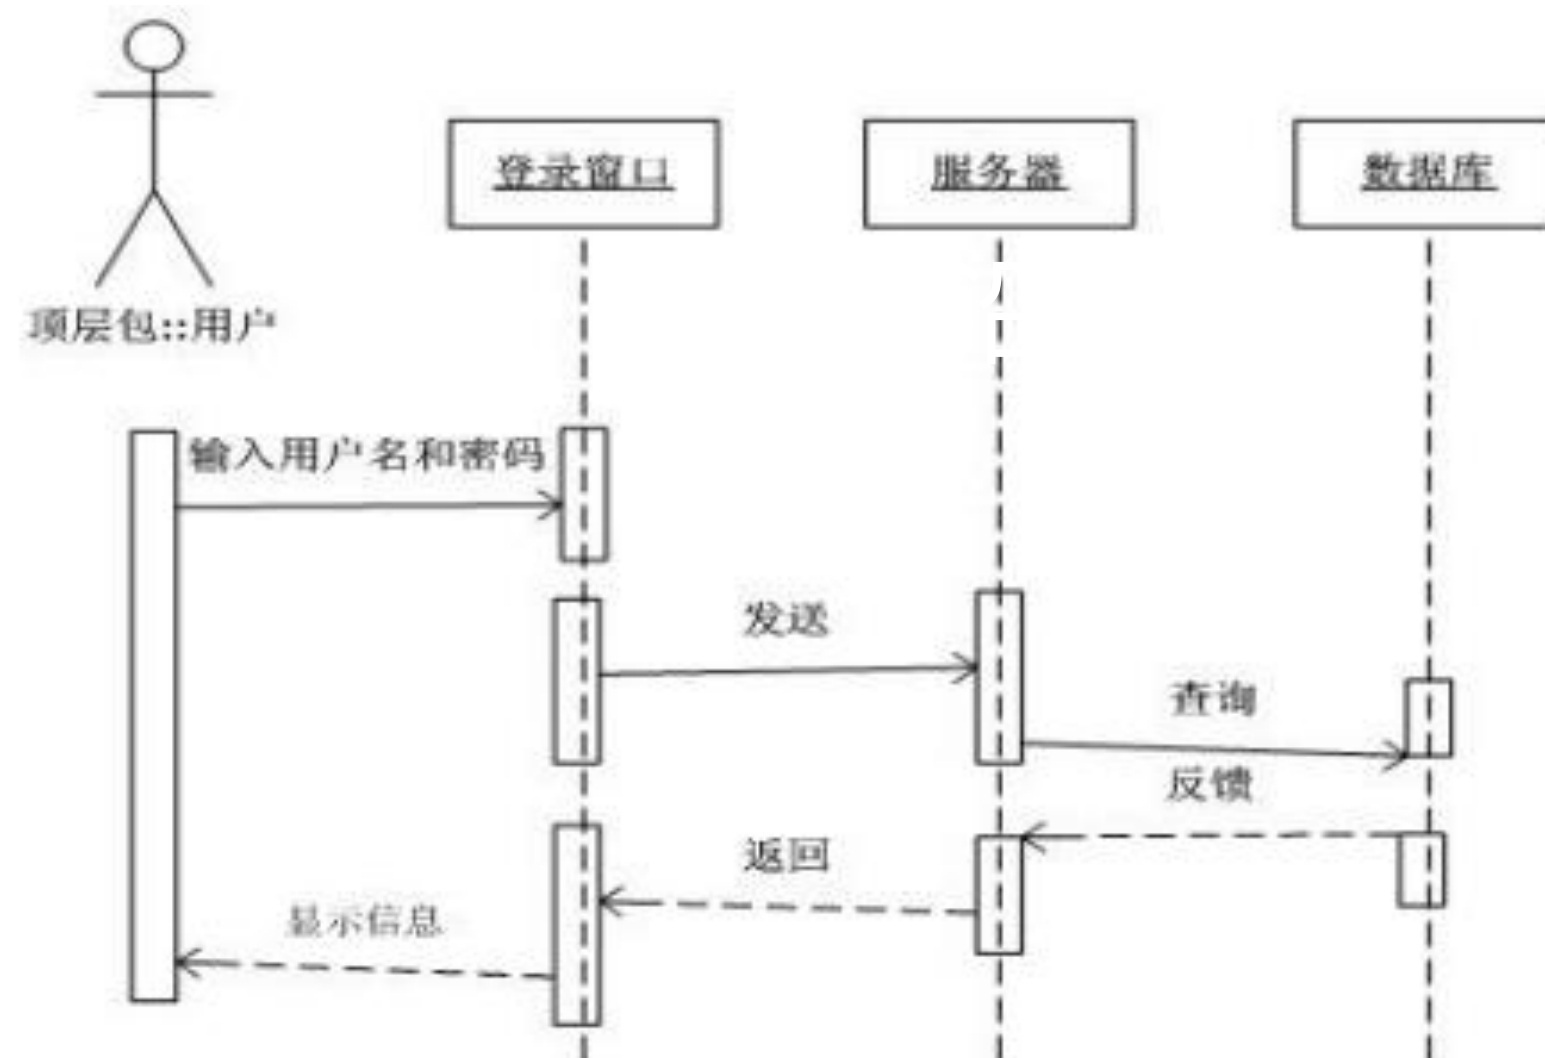 登录窗口
服务器
数据库
顶层包::用户
输入用户名和密码
发送
查询
反馈
返回
显示信息